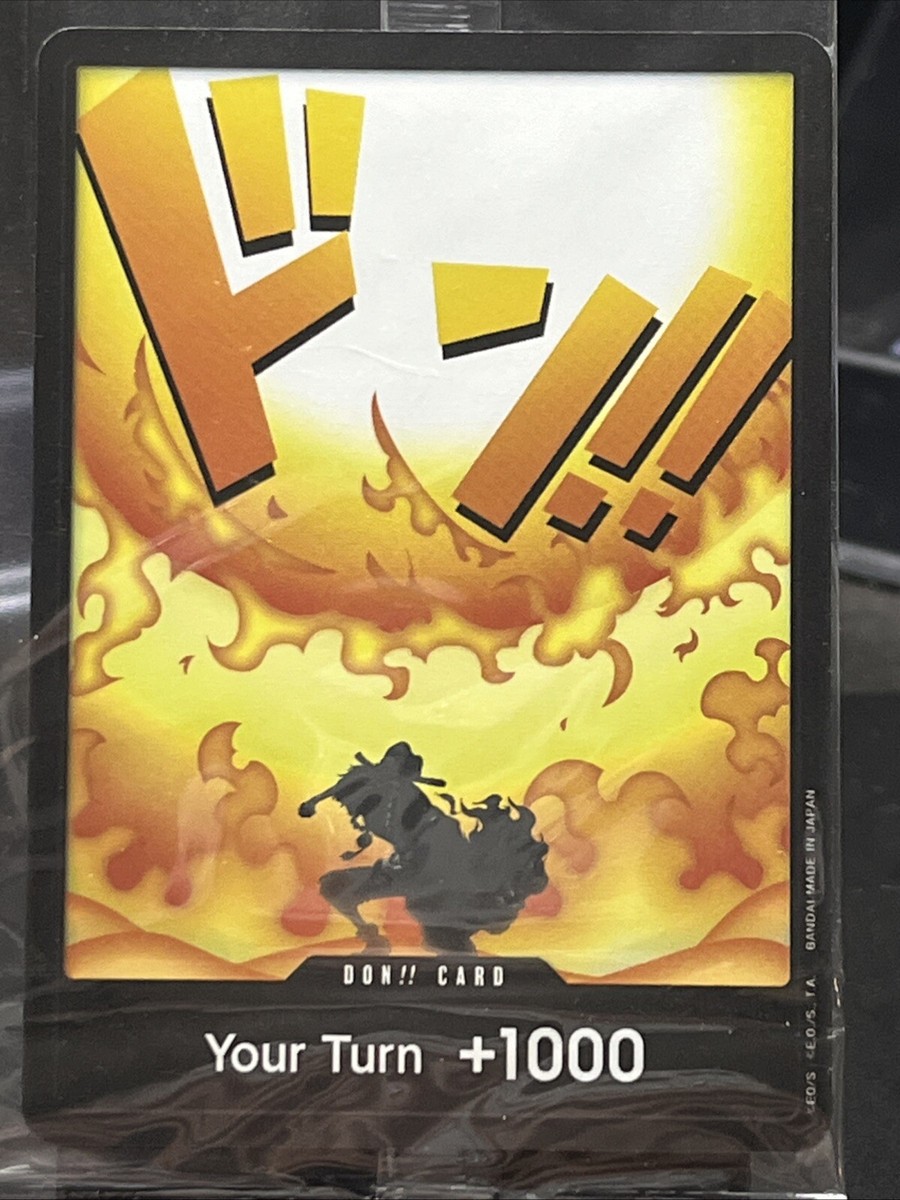 ドン!!
DON!! CARD
Your Turn +1000
©E.O/S ©E.O./S., T.A. BANDAI MADE IN JAPAN